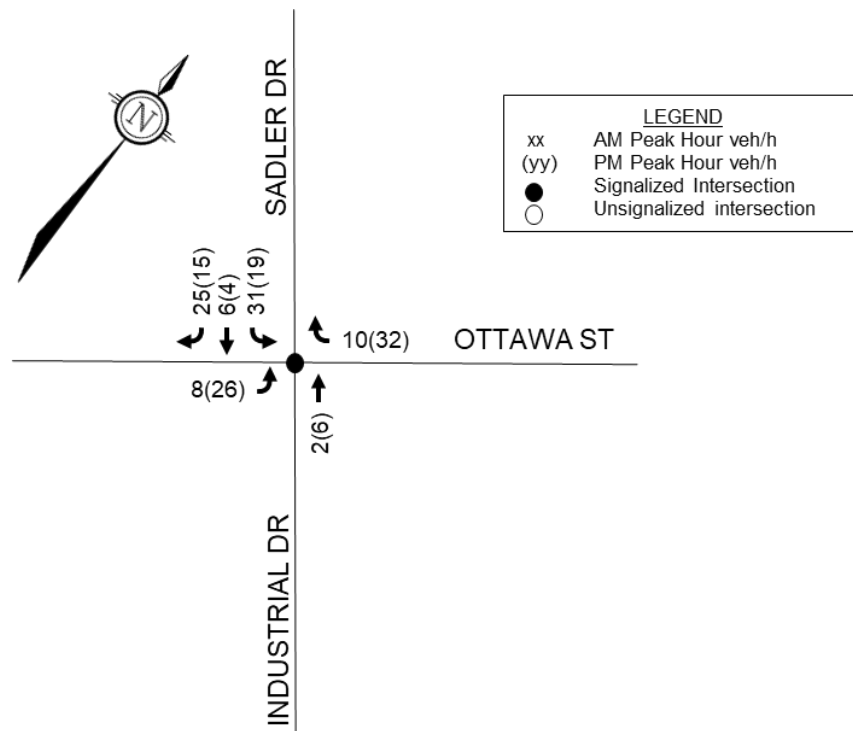 N
SADLER DR
LEGEND
xx AM Peak Hour veh/h
(yy) PM Peak Hour veh/h
Signalized Intersection
Unsignalized intersection
25(15)
6(4)
31(19)
10(32)
OTTAWA ST
8(26)
2(6)
INDUSTRIAL DR